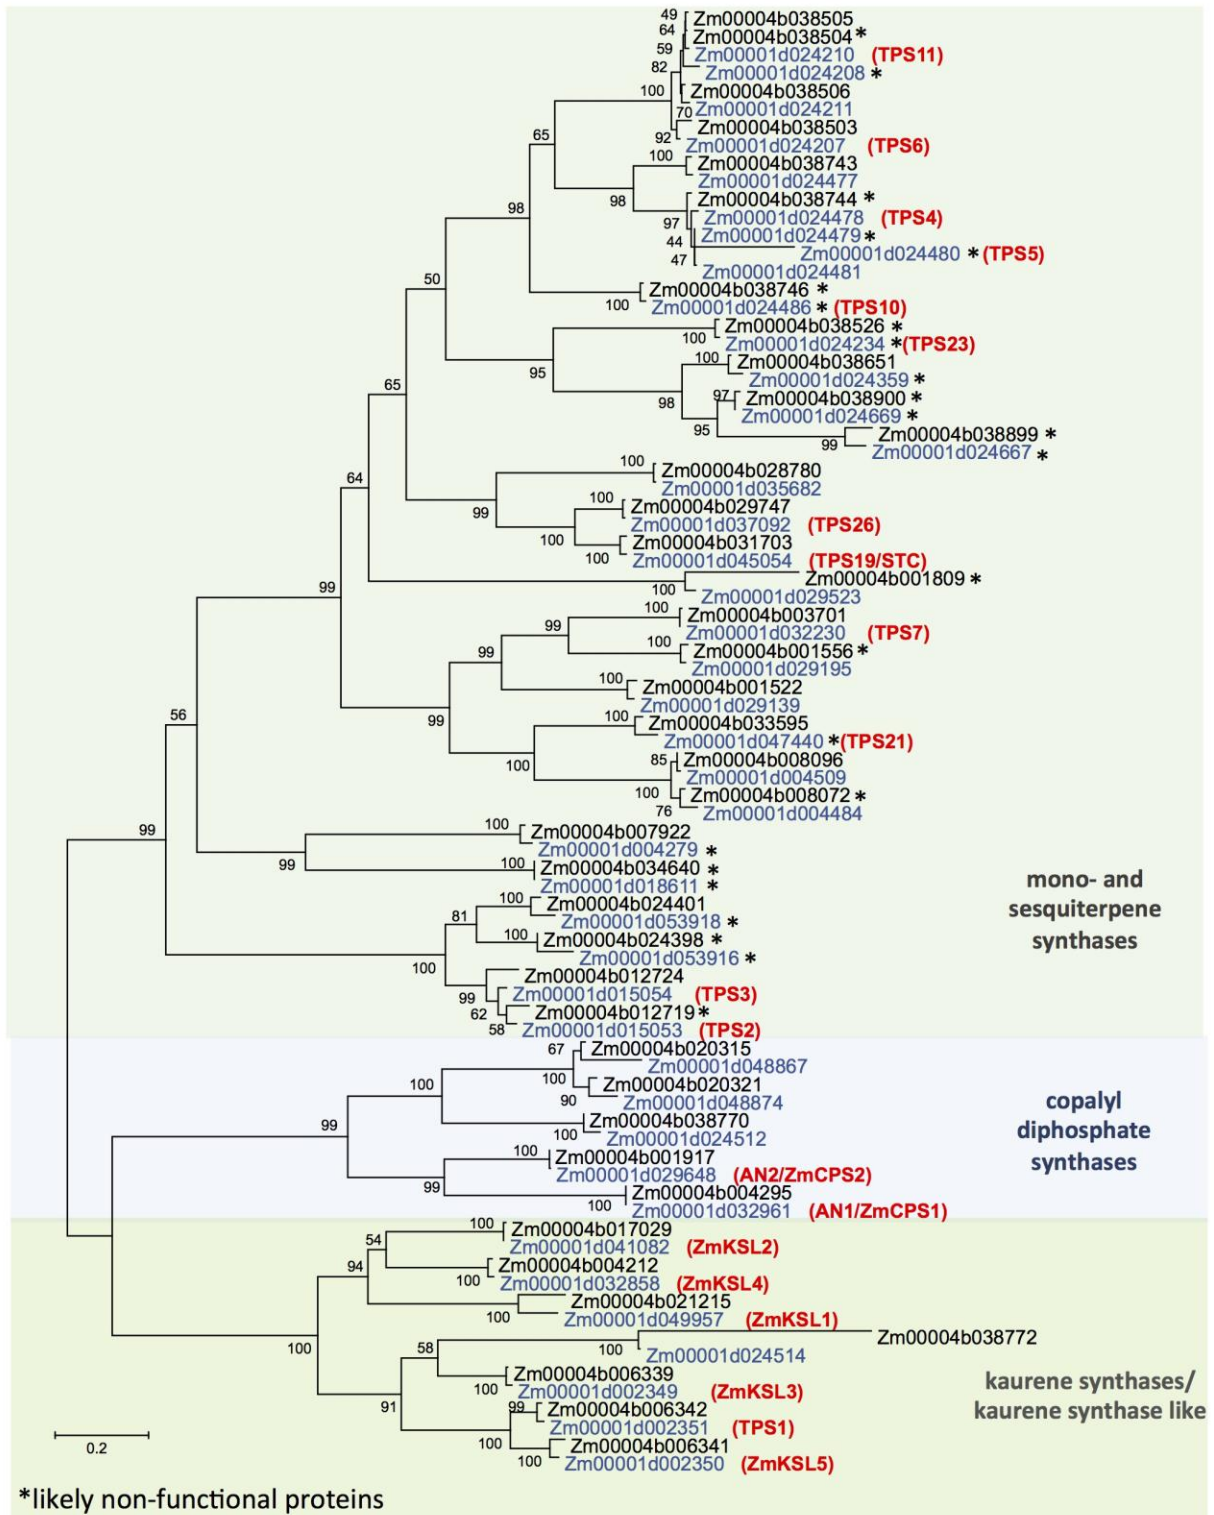 49
Zm00004b038505
64
Zm00004b038504 *
59
Zm00001d024210 (TPS11)
82
Zm00001d024208 *
100
Zm00004b038506
70
Zm00001d024211
Zm00004b038503
65
92
Zm00001d024207 (TPS6)
100
Zm00004b038743
Zm00001d024477
98
Zm00004b038744 *
98
97
Zm00001d024478 (TPS4)
44
Zm00001d024479 *
47
Zm00001d024480 * (TPS5)
Zm00001d024481
50
Zm00004b038746 *
100
Zm00001d024486 * (TPS10)
Zm00004b038526 *
100
Zm00001d024234 * (TPS23)
100
Zm00004b038651
95
Zm00001d024359 *
65
97
Zm00004b038900 *
98
Zm00001d024669 *
95
Zm00004b038899 *
99
Zm00001d024667 *
100
Zm00004b028780
64
Zm00001d035682
100
Zm00004b029747
99
Zm00001d037092 (TPS26)
100
Zm00004b031703
100
Zm00001d045054 (TPS19/STC)
99
Zm00004b001809 *
100
Zm00001d029523
100
Zm00004b003701
99
Zm00001d032230 (TPS7)
99
100
Zm00004b001556 *
Zm00001d029195
100
Zm00004b001522
Zm00001d029139
99
100
Zm00004b033595
56
Zm00001d047440 * (TPS21)
100
85
Zm00004b008096
Zm00001d004509
100
Zm00004b008072 *
76
Zm00001d004484
99
100
Zm00004b007922
Zm00001d004279 *
99
100
Zm00004b034640 *
Zm00001d018611 *
100
Zm00004b024401
81
Zm00001d053918 *
100
Zm00004b024398 *
Zm00001d053916 *
100
Zm00004b012724
99
Zm00001d015054 (TPS3)
62
Zm00004b012719 *
58
Zm00001d015053 (TPS2)
mono- and
sesquiterpene
synthases
67
Zm00004b020315
Zm00001d048867
100
100
Zm00004b020321
90
Zm00001d048874
99
Zm00004b038770
100
Zm00001d024512
100
Zm00004b001917
Zm00001d029648 (AN2/ZmCPS2)
99
Zm00004b004295
100
Zm00001d032961 (AN1/ZmCPS1)
copalyl
diphosphate
synthases
100
Zm00004b017029
54
Zm00001d041082 (ZmKSL2)
94
Zm00004b004212
100
Zm00001d032858 (ZmKSL4)
Zm00004b021215
100
Zm00001d049957 (ZmKSL1)
100
Zm00004b038772
58
100
Zm00001d024514
Zm00004b006339
100
Zm00001d002349 (ZmKSL3)
91
99
Zm00004b006342
Zm00001d002351 (TPS1)
100
Zm00004b006341
100
Zm00001d002350 (ZmKSL5)
kaurene synthases/
kaurene synthase like
0.2
*likely non-functional proteins